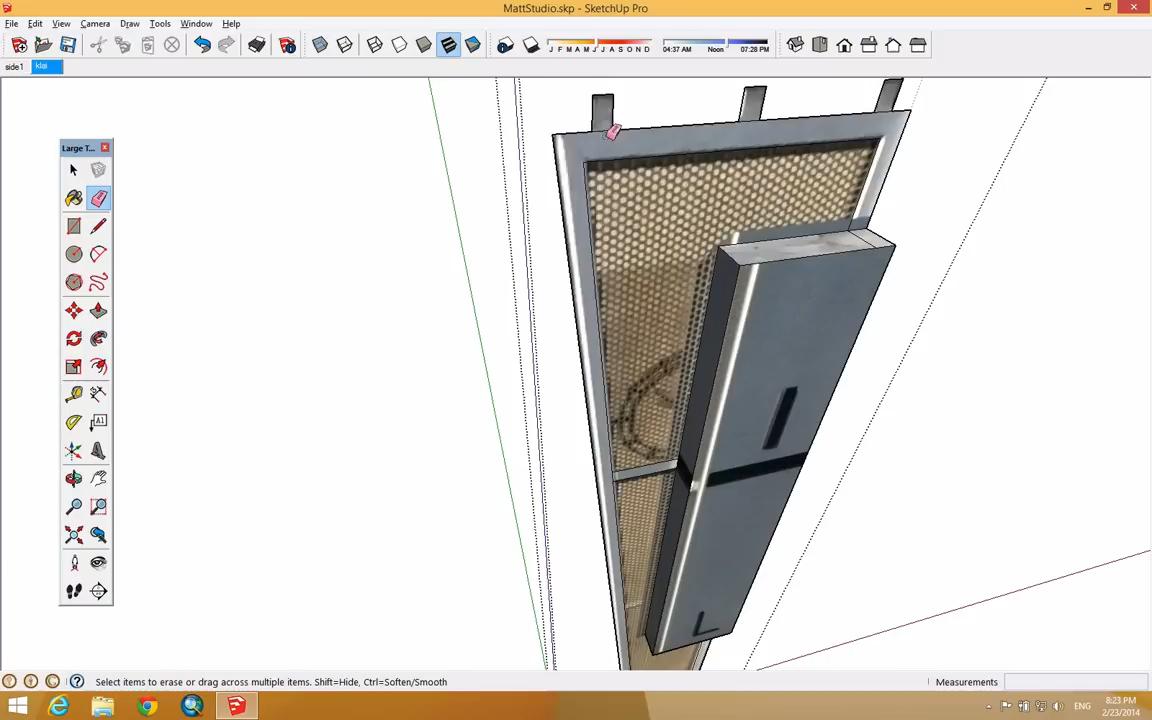 MattStudio.skp - SketchUp Pro
File Edit View Camera Draw Tools Window Help
J F M A M J J A S O N D
04:37 AM Noon 07:28 PM
side1 klai
Large T...
A1
I
L
Select items to erase or drag across multiple items. Shift=Hide, Ctrl=Soften/Smooth
Measurements
ENG
8:23 PM
2/23/2014